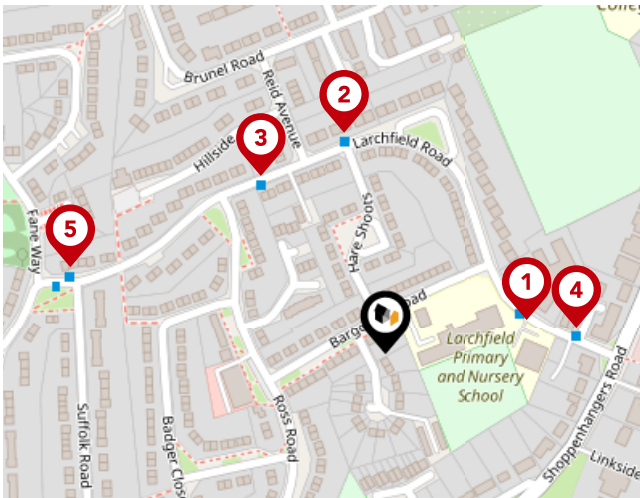 Brunel Road
Reid Avenue
2
3
Hillside
Larchfield Road
Fane Way
5
Hare Shoots
1
4
Road
Larchfield
Primary
and Nursery
School
Suffolk Road
Badger Close
Ross Road
Shoppenhangers Road
Linkside